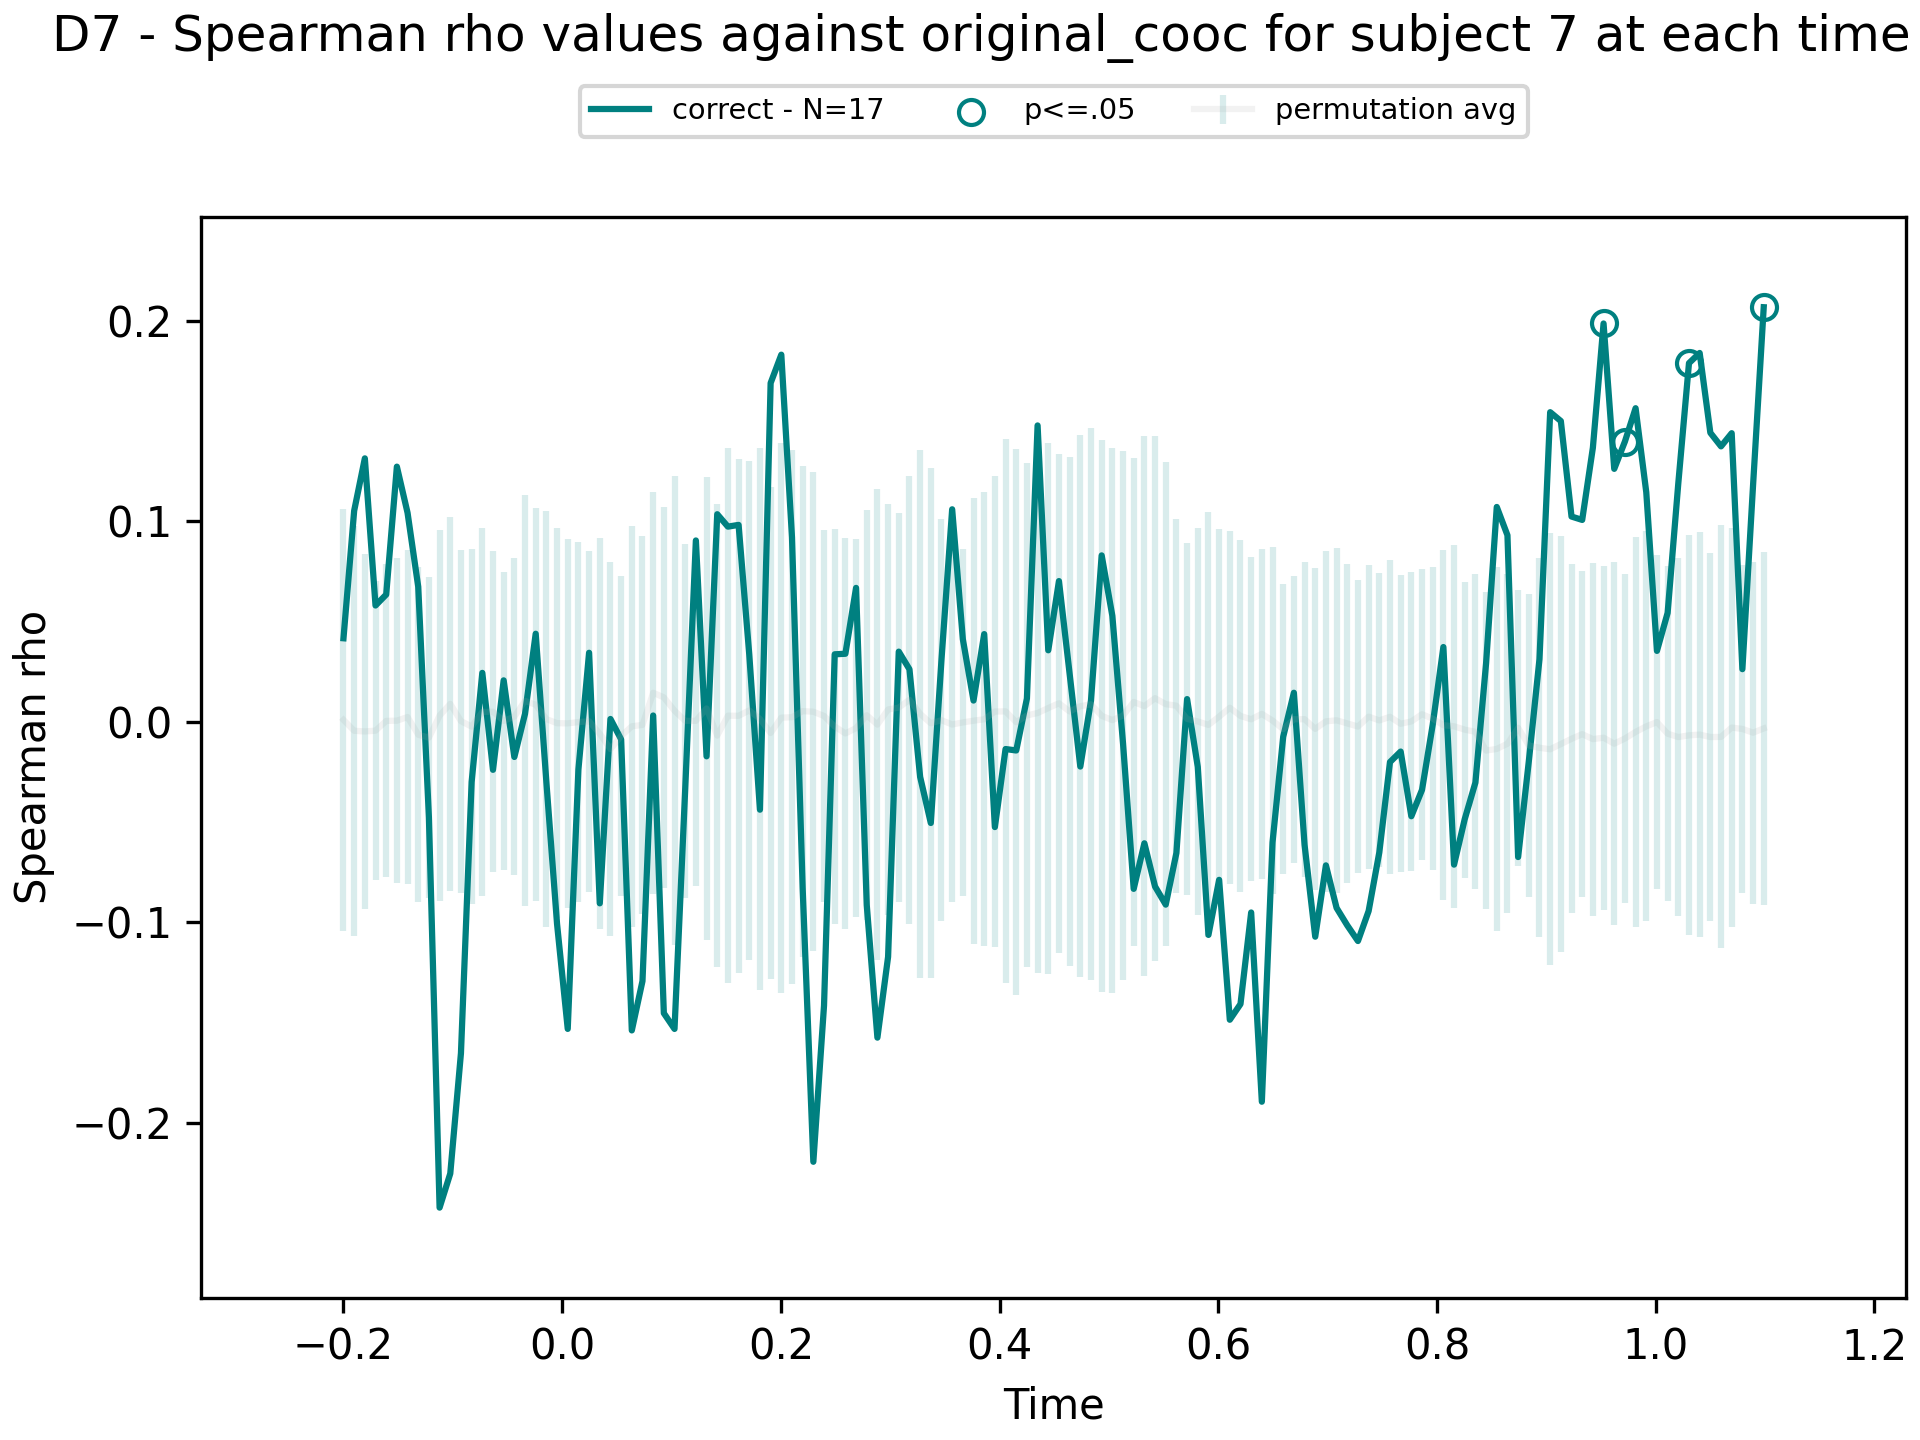 D7 - Spearman rho values against original_cooc for subject 7 at each time
correct - N=17 p<=.05 permutation avg
0.2
0.1
0.0
−0.1
−0.2
Spearman rho
−0.2 0.0 0.2 0.4 0.6 0.8 1.0 1.2
Time